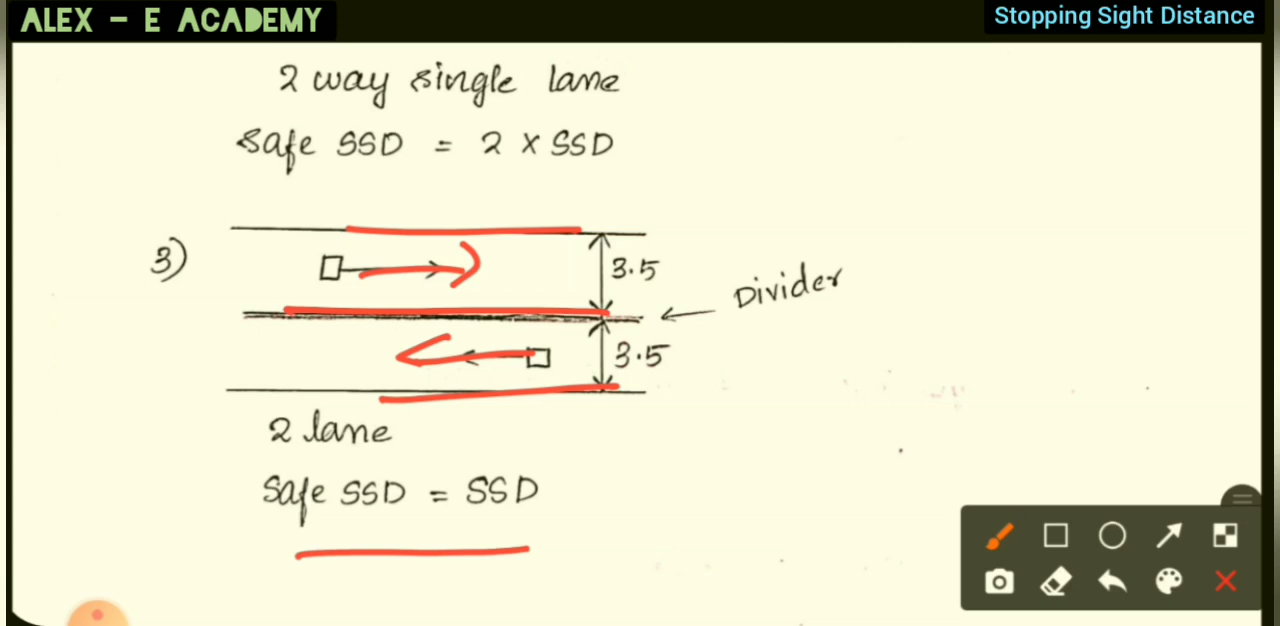 ALEX - E ACADEMY
Stopping Sight Distance
2 way single lane
Safe SSD = 2 x SSD
3)
3.5
Divider
3.5
2 lane
Safe SSD = SSD